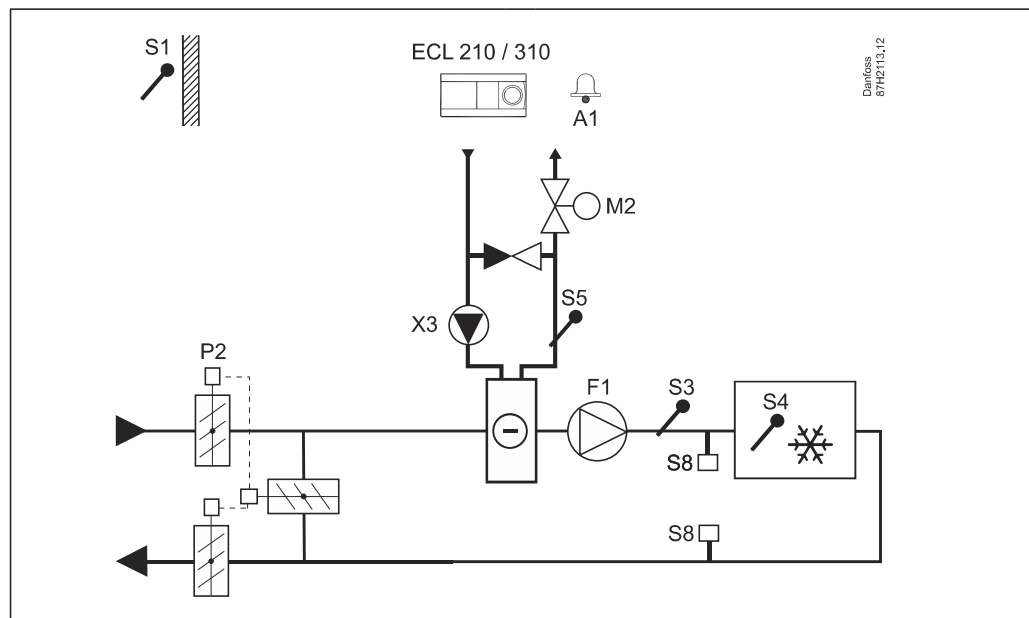 S1
ECL 210 / 310
A1
Danfoss
87H2113.12
M2
S5
X3
P2
F1
S3
S4
S8
S8